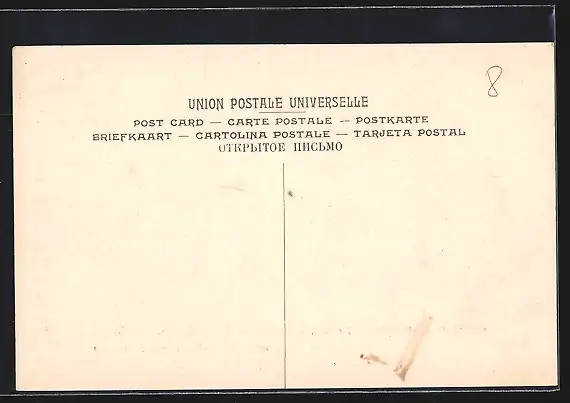 8
UNION POSTALE UNIVERSELLE
POST CARD — CARTE POSTALE — POSTKARTE
BRIEFKAART — CARTOLINA POSTALE — TARJETA POSTAL
ОТКРЫТОЕ ПИСЬМО